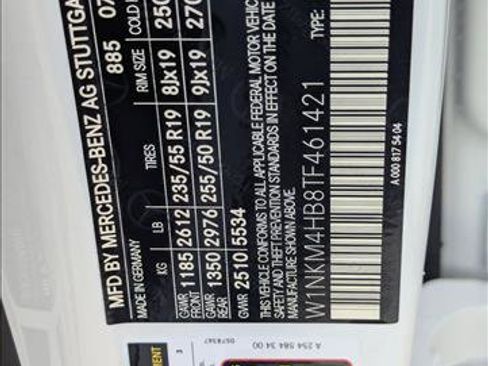 MFD BY MERCEDES-BENZ AG STUTTGA
885 07
MADE IN GERMANY
KG LB TIRES RIM SIZE COLD
GAWR FRONT 1185 2612 235/55 R19 8Jx19 250
GAWR REAR 1350 2976 255/50 R19 9Jx19 270
GVWR 2510 5534
THIS VEHICLE CONFORMS TO ALL APPLICABLE FEDERAL MOTOR VEHIC
AND THEFT PREVENTION STANDARDS IN EFFECT ON THE DATE
MANUFACTURE SHOWN ABOVE.
TYPE:
W1NKM4HB8TF461421
A 000 817 54 04
A 254 584 34 00
3